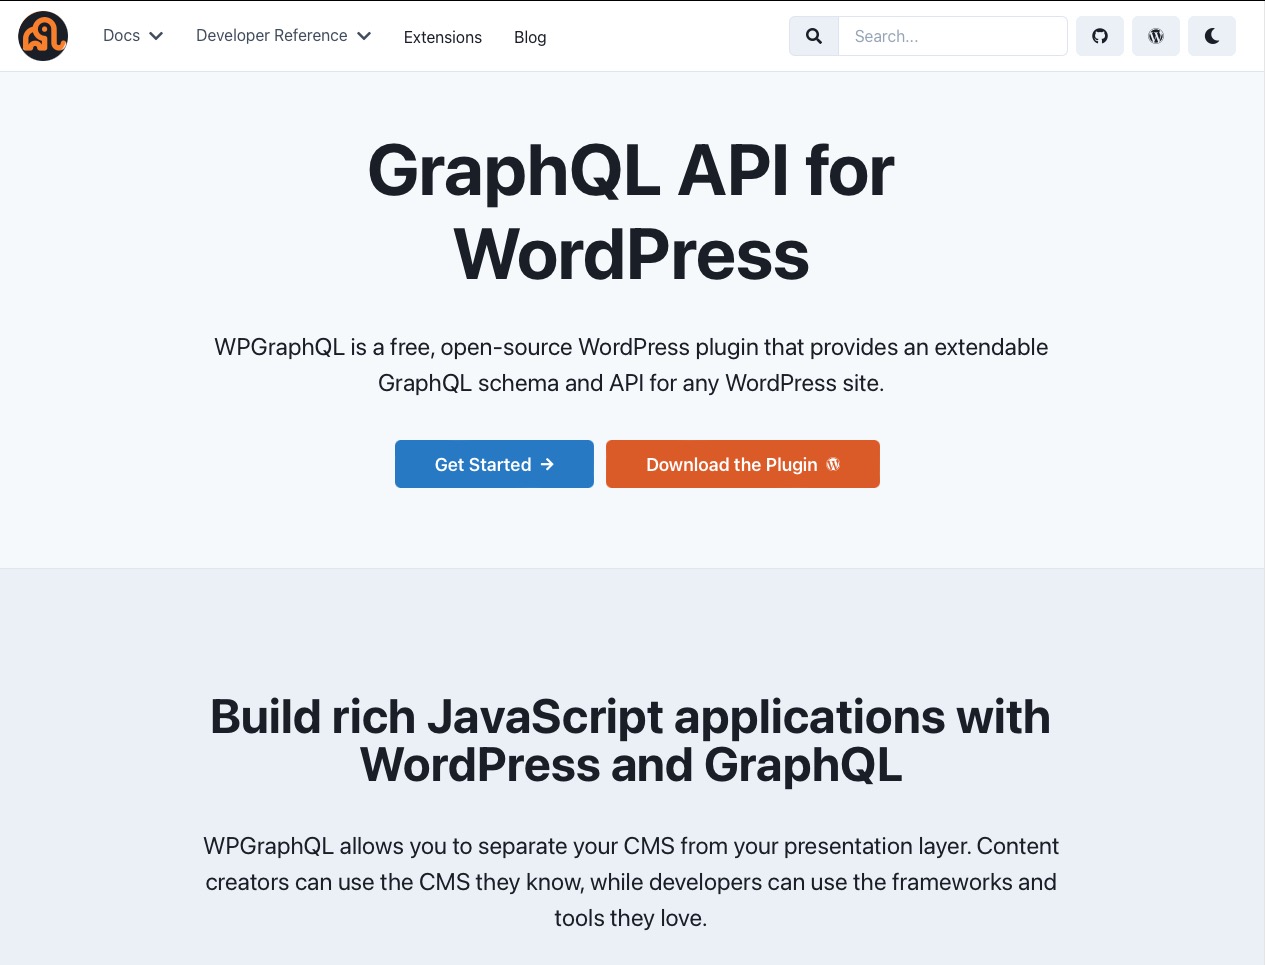 Docs
Developer Reference
Extensions
Blog
Search...
GraphQL API for
WordPress
WPGraphQL is a free, open-source WordPress plugin that provides an extendable
GraphQL schema and API for any WordPress site.
Get Started
Download the Plugin
Build rich JavaScript applications with
WordPress and GraphQL
WPGraphQL allows you to separate your CMS from your presentation layer. Content
creators can use the CMS they know, while developers can use the frameworks and
tools they love.